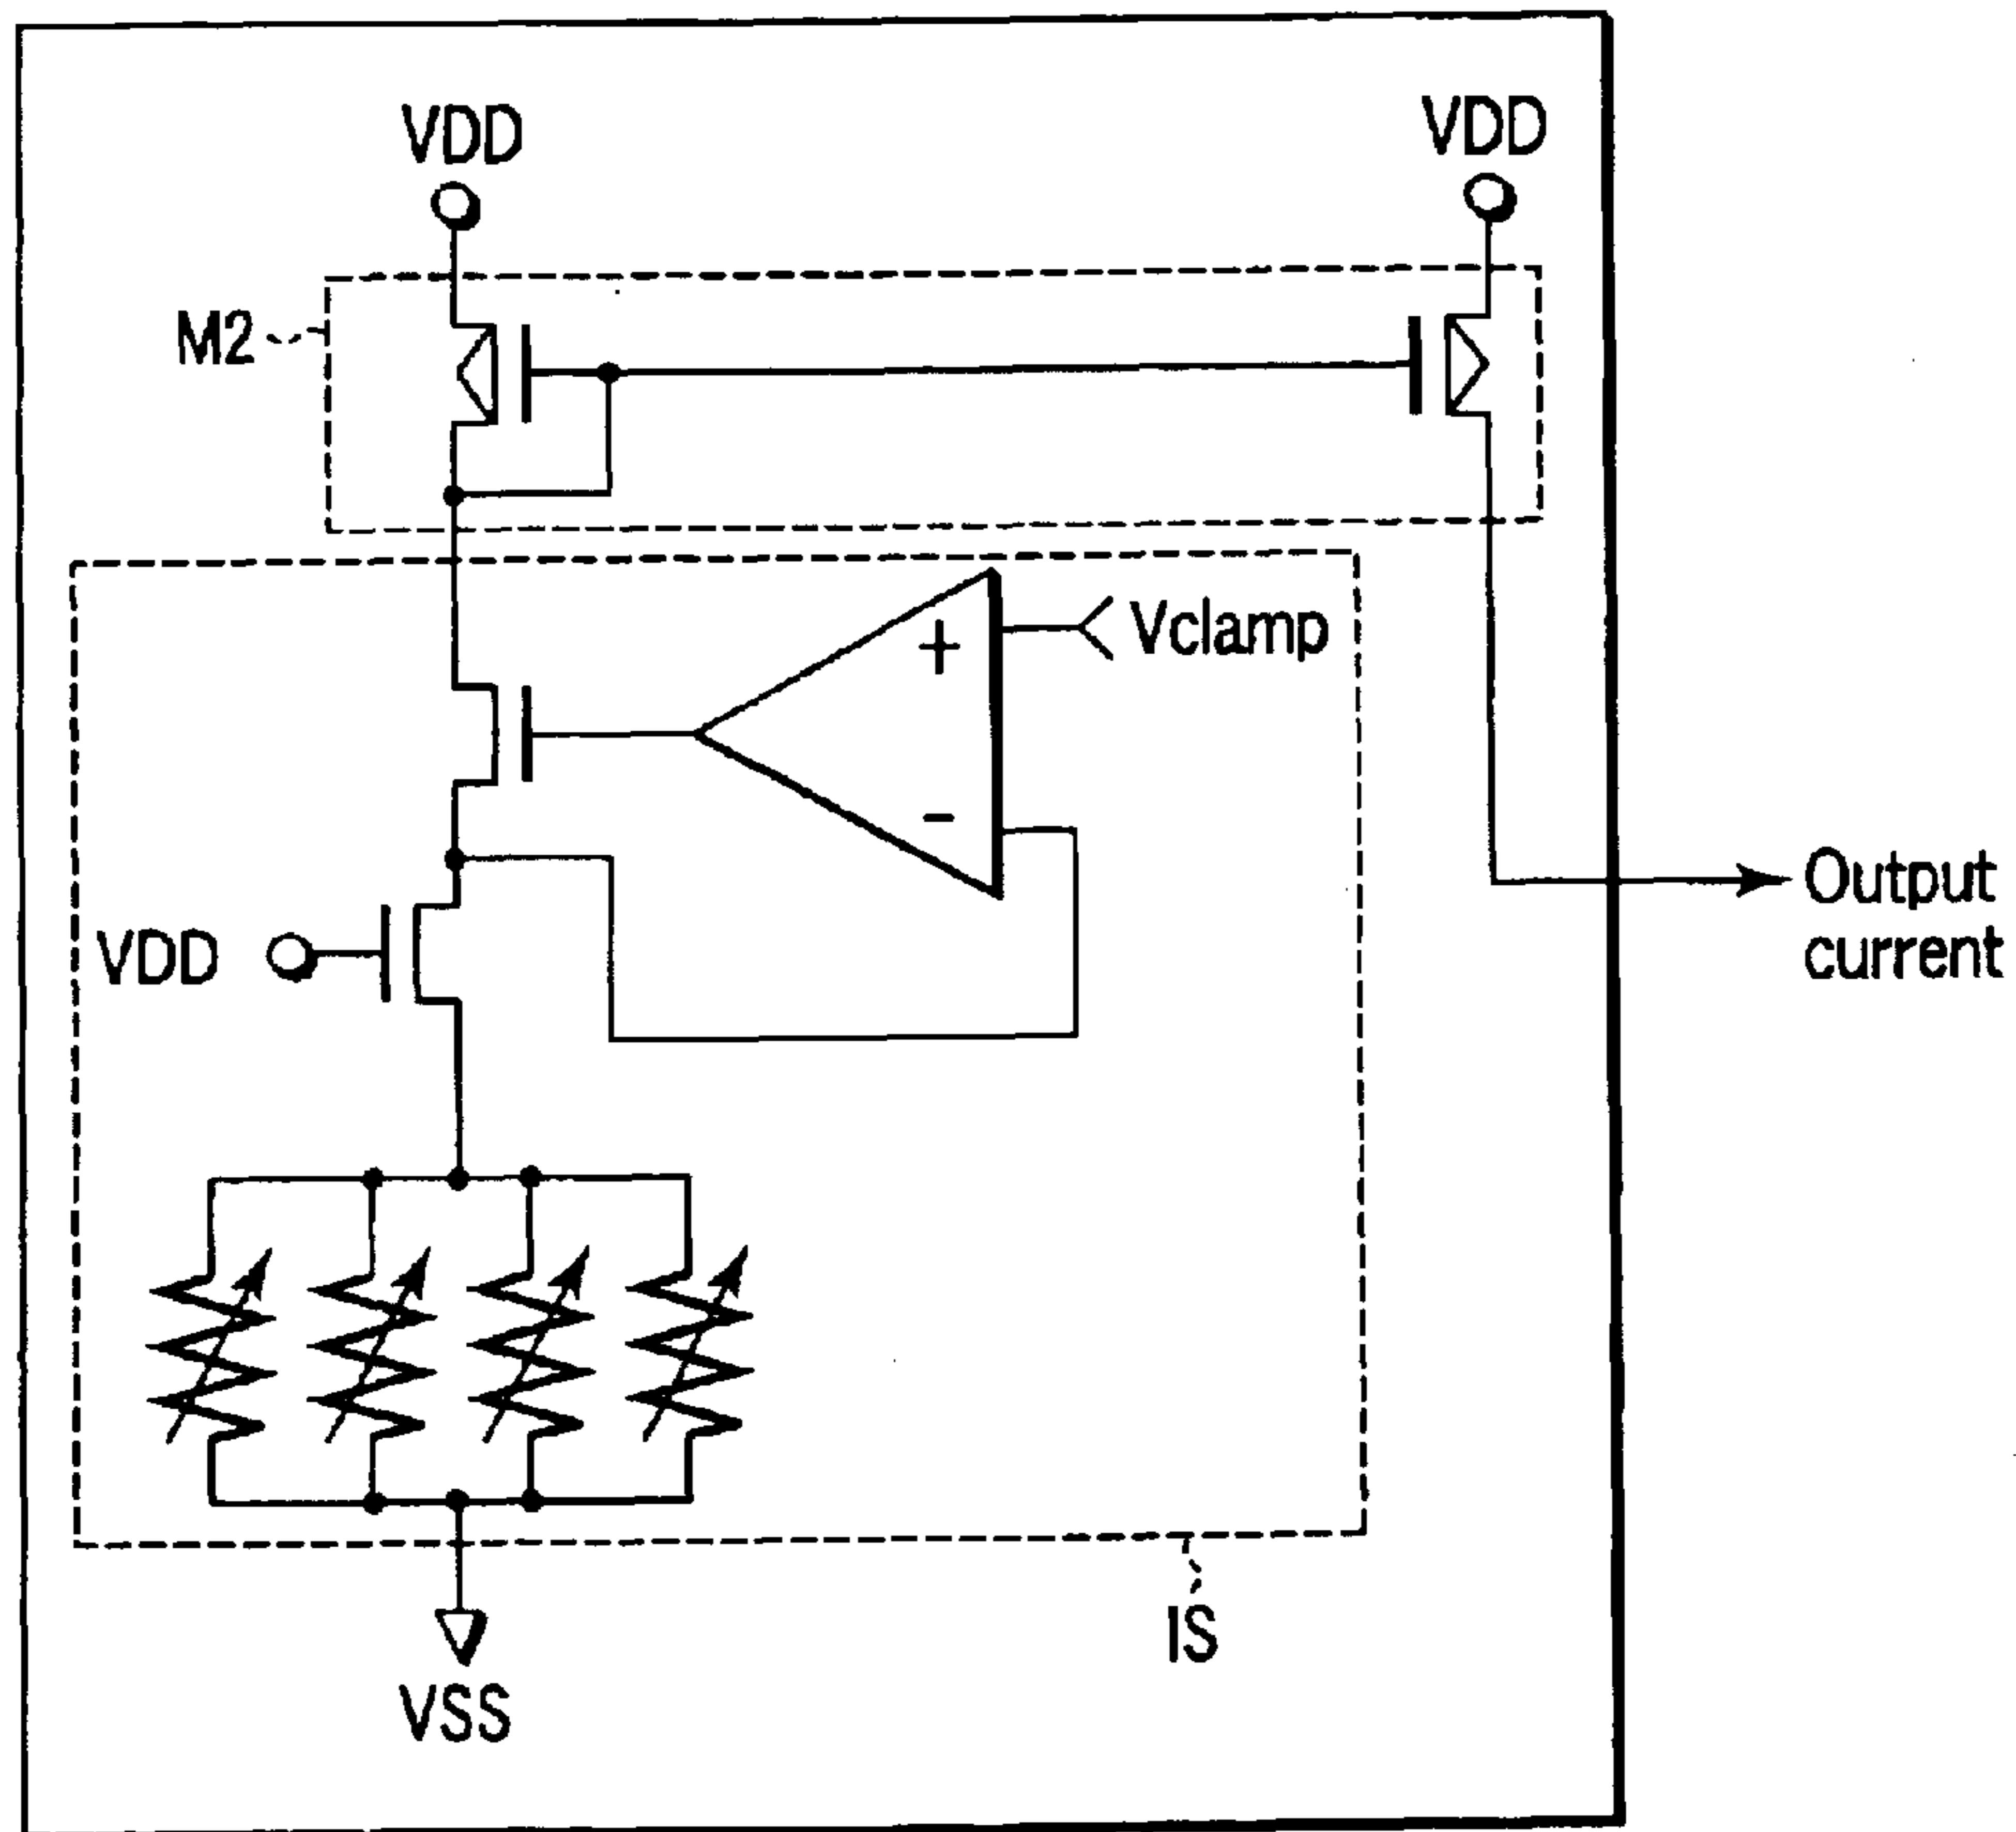 VDD
VDD
M2
+
Vclamp
-
Output
current
VDD
IS
VSS